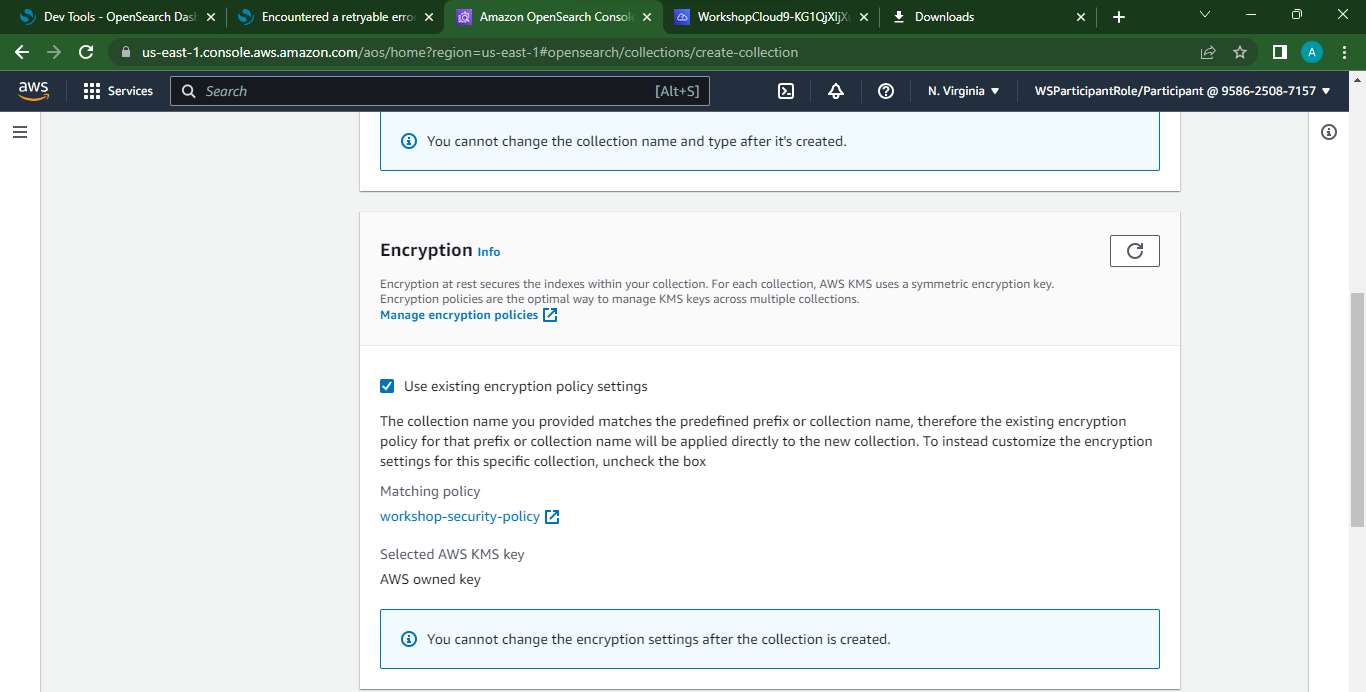 Dev Tools - OpenSearch Dash
Encountered a retryable erro
Amazon OpenSearch Consol
WorkshopCloud9-KG1QjXIjX
Downloads
us-east-1.console.aws.amazon.com/aos/home?region=us-east-1#opensearch/collections/create-collection
A
aws
Services
Search
[Alt+S]
N. Virginia
WSParticipantRole/Participant @ 9586-2508-7157
You cannot change the collection name and type after it's created.
Encryption Info
Encryption at rest secures the indexes within your collection. For each collection, AWS KMS uses a symmetric encryption key.
Encryption policies are the optimal way to manage KMS keys across multiple collections.
Manage encryption policies
Use existing encryption policy settings
The collection name you provided matches the predefined prefix or collection name, therefore the existing encryption
policy for that prefix or collection name will be applied directly to the new collection. To instead customize the encryption
settings for this specific collection, uncheck the box
Matching policy
workshop-security-policy
Selected AWS KMS key
AWS owned key
You cannot change the encryption settings after the collection is created.